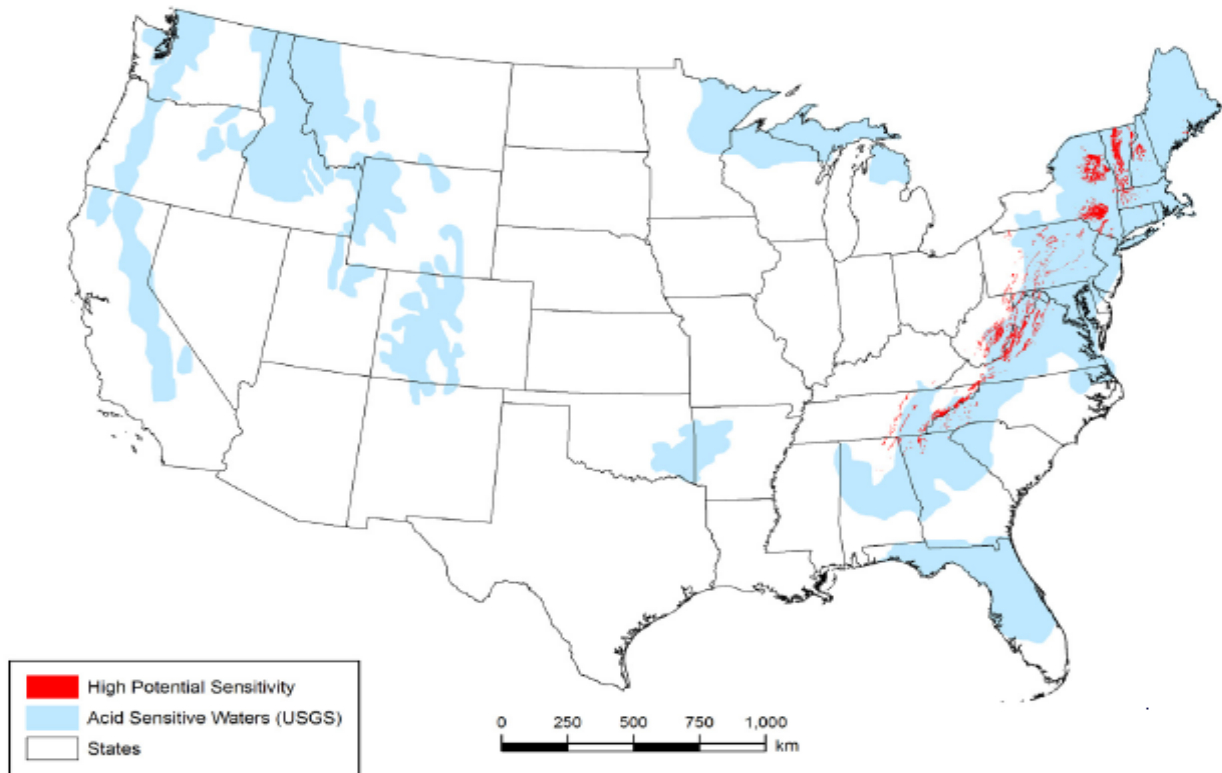 High Potential Sensitivity
Acid Sensitive Waters (USGS)
States
0 250 500 750 1,000
km